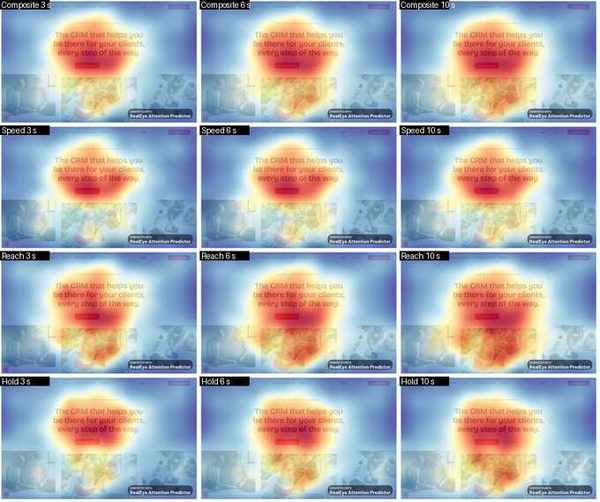 Composite 3 s
Composite 6 s
Composite 10 s
The CRM that helps you
be there for your clients,
every step of the way.
RealEye Attention Predictor
The CRM that helps you
be there for your clients,
every step of the way.
RealEye Attention Predictor
The CRM that helps you
be there for your clients,
every step of the way.
RealEye Attention Predictor
Speed 3 s
Speed 6 s
Speed 10 s
The CRM that helps you
be there for your clients,
every step of the way.
RealEye Attention Predictor
The CRM that helps you
be there for your clients,
every step of the way.
RealEye Attention Predictor
The CRM that helps you
be there for your clients,
every step of the way.
RealEye Attention Predictor
Reach 3 s
Reach 6 s
Reach 10 s
The CRM that helps you
be there for your clients,
every step of the way.
RealEye Attention Predictor
The CRM that helps you
be there for your clients,
every step of the way.
RealEye Attention Predictor
The CRM that helps you
be there for your clients,
every step of the way.
RealEye Attention Predictor
Hold 3 s
Hold 6 s
Hold 10 s
The CRM that helps you
be there for your clients,
every step of the way.
RealEye Attention Predictor
The CRM that helps you
be there for your clients,
every step of the way.
RealEye Attention Predictor
The CRM that helps you
be there for your clients,
every step of the way.
RealEye Attention Predictor